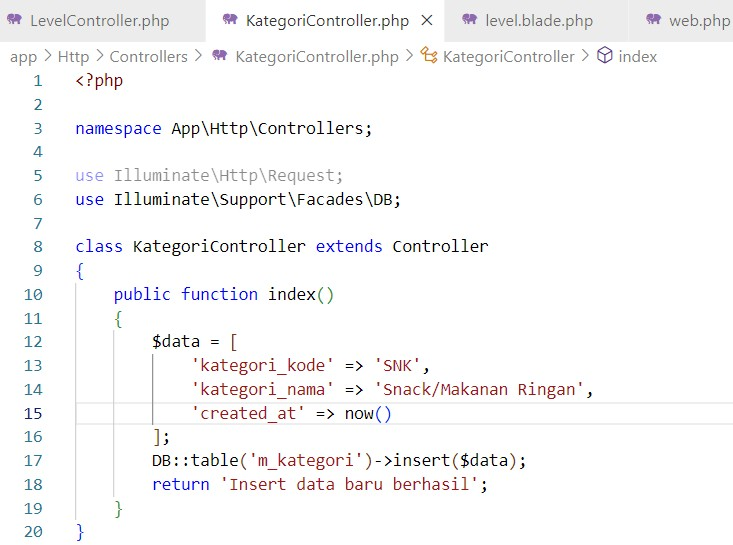 LevelController.php KategoriController.php × level.blade.php web.php
app > Http > Controllers > KategoriController.php > KategoriController > index
1 <?php
2
3 namespace App\Http\Controllers;
4
5 use Illuminate\Http\Request;
6 use Illuminate\Support\Facades\DB;
7
8 class KategoriController extends Controller
9 {
10     public function index()
11     {
12         $data = [
13             'kategori_kode' => 'SNK',
14             'kategori_nama' => 'Snack/Makanan Ringan',
15             'created_at' => now()
16         ];
17         DB::table('m_kategori')->insert($data);
18         return 'Insert data baru berhasil';
19     }
20 }